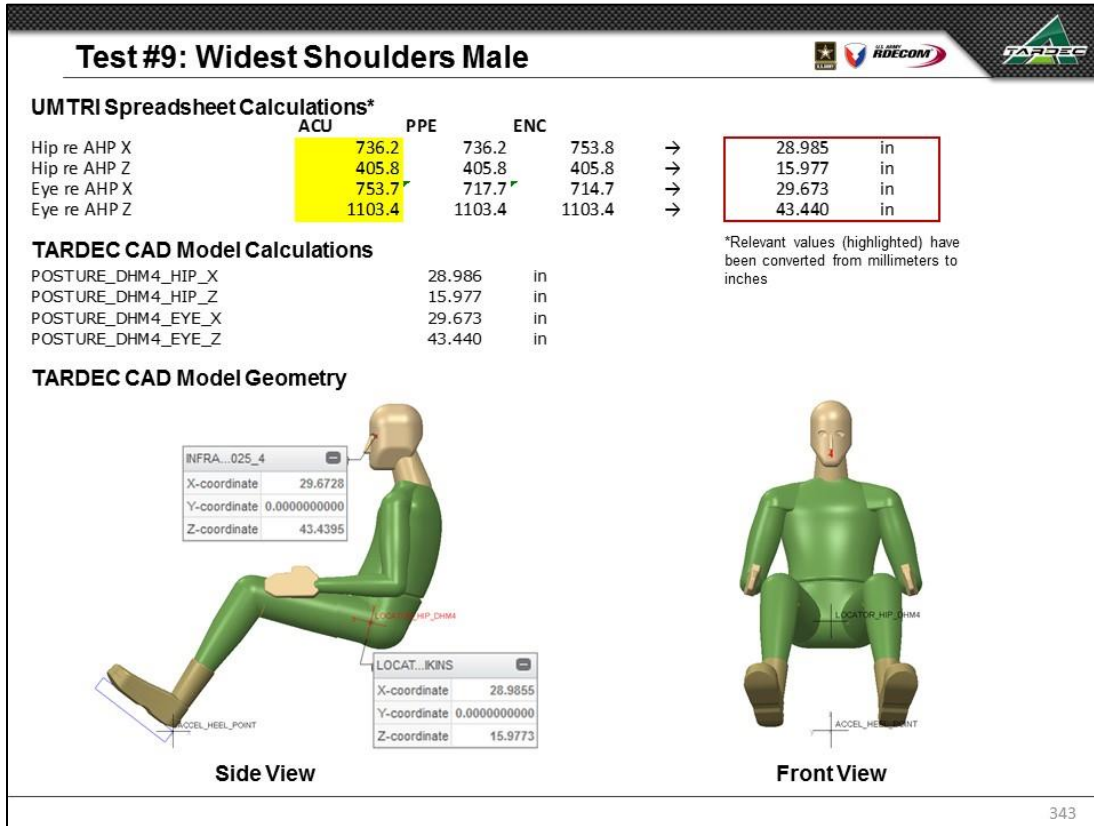 Test #9: Widest Shoulders Male
U.S. ARMY
U.S. ARMY
RDECOM
TARDEC
UMTRI Spreadsheet Calculations*
ACU PPE ENC
Hip re AHP X 736.2 736.2 753.8 → 28.985 in
Hip re AHP Z 405.8 405.8 405.8 → 15.977 in
Eye re AHP X 753.7 717.7 714.7 → 29.673 in
Eye re AHP Z 1103.4 1103.4 1103.4 → 43.440 in
*Relevant values (highlighted) have
been converted from millimeters to
inches
TARDEC CAD Model Calculations
POSTURE_DHM4_HIP_X 28.986 in
POSTURE_DHM4_HIP_Z 15.977 in
POSTURE_DHM4_EYE_X 29.673 in
POSTURE_DHM4_EYE_Z 43.440 in
TARDEC CAD Model Geometry
INFRA...025_4
X-coordinate 29.6728
Y-coordinate 0.0000000000
Z-coordinate 43.4395
LOCATOR_HIP_DHM4
LOCAT...IKINS
X-coordinate 28.9855
Y-coordinate 0.0000000000
Z-coordinate 15.9773
ACCEL_HEEL_POINT
LOCATOR_HIP_DHM4
ACCEL_HEEL_POINT
Side View
Front View
343